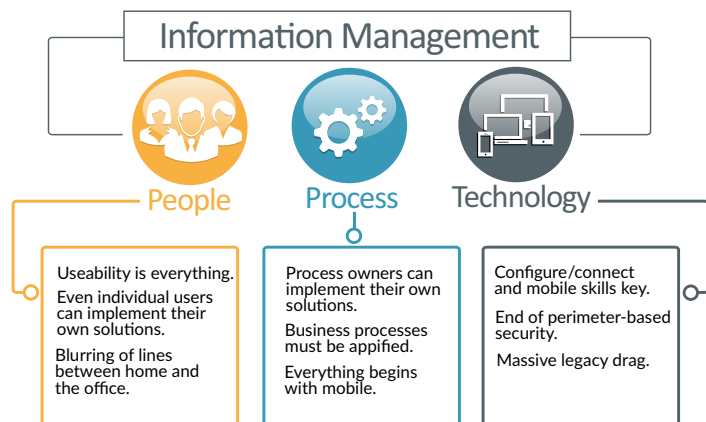 Information Management
People
Process
Technology
Useability is everything.
Even individual users
can implement their
own solutions.
Blurring of lines
between home and
the office.
Process owners can
implement their own
solutions.
Business processes
must be appified.
Everything begins
with mobile.
Configure/connect
and mobile skills key.
End of perimeter-based
security.
Massive legacy drag.